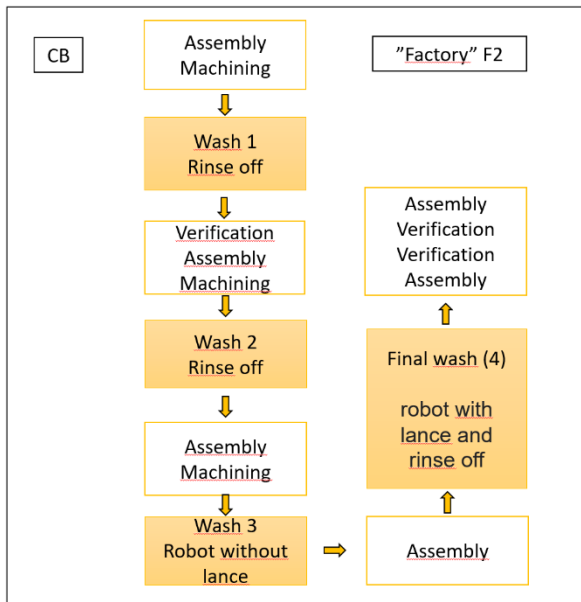 CB
Assembly
Machining
"Factory" F2
Wash 1
Rinse off
Verification
Assembly
Machining
Wash 2
Rinse off
Assembly
Machining
Wash 3
Robot without
lance
Assembly
Final wash (4)
robot with
lance and
rinse off
Assembly
Verification
Verification
Assembly